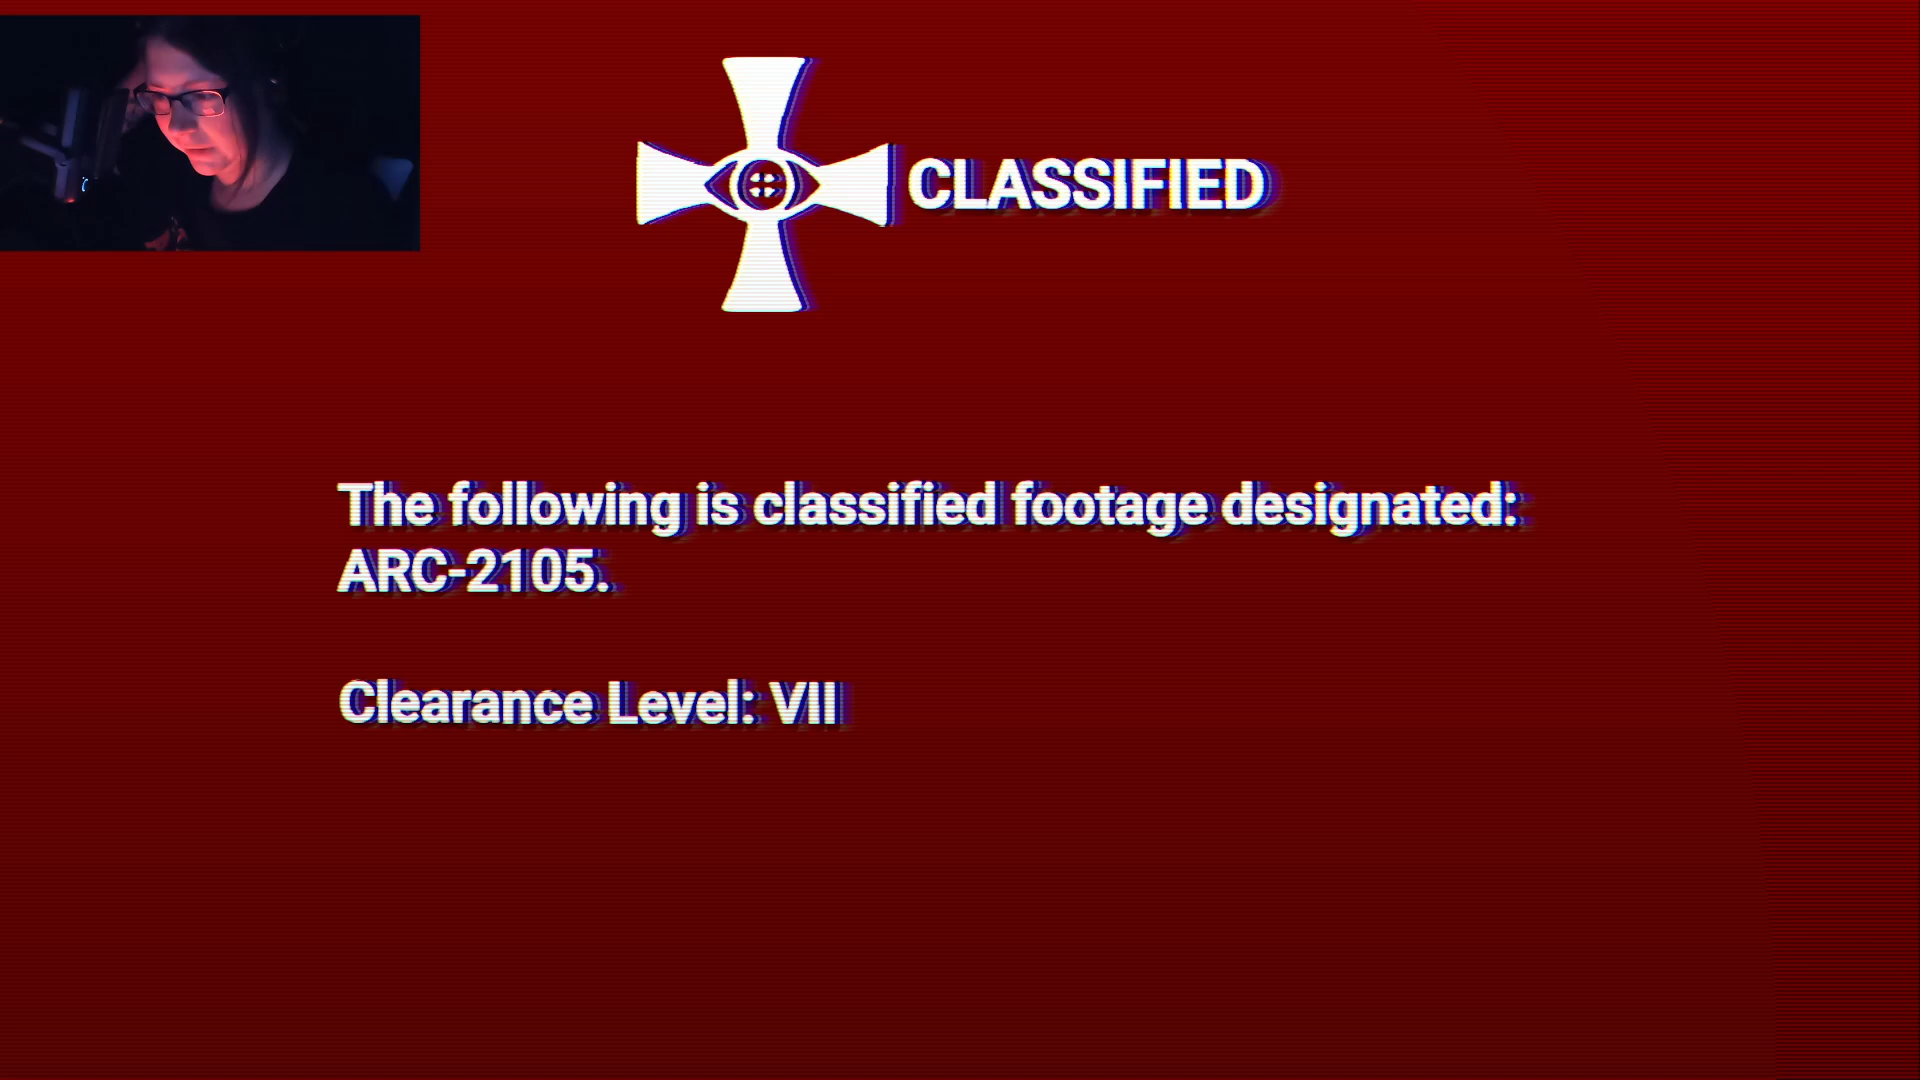 CLASSIFIED
The following is classified footage designated:
ARC-2105.
Clearance Level: VII